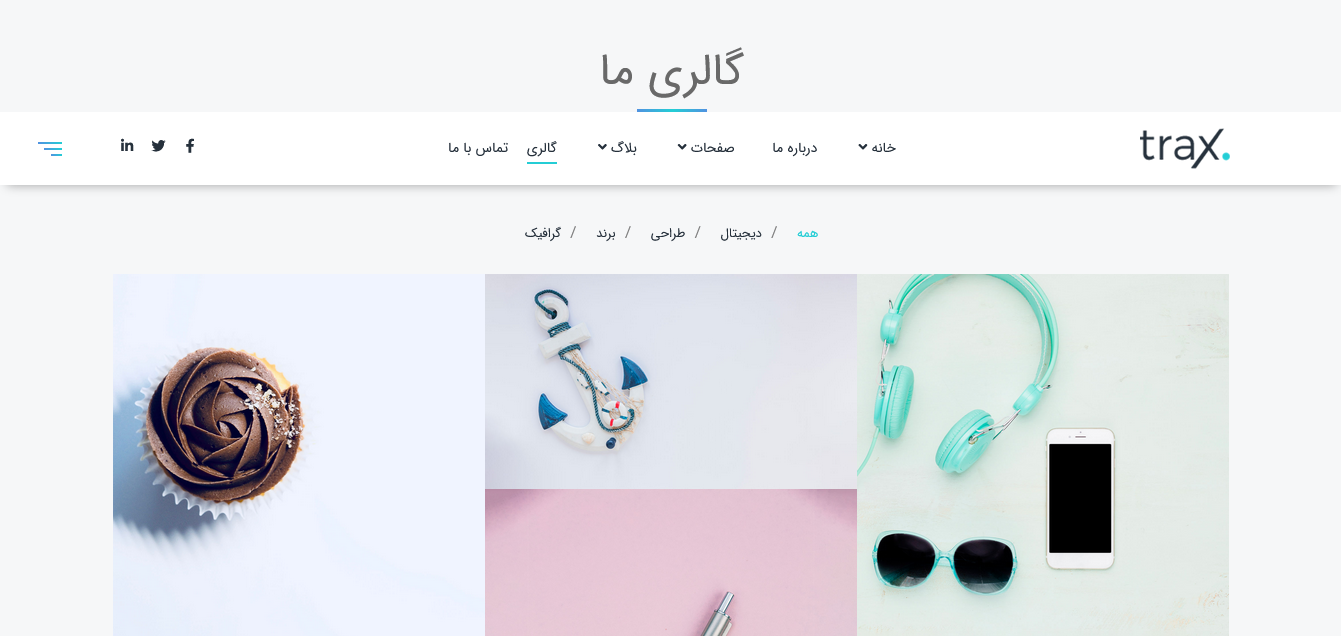 گالری ما
trax.
خانه
درباره ما
صفحات
بلاگ
گالری
تماس با ما
همه / دیجیتال / طراحی / برند / گرافیک